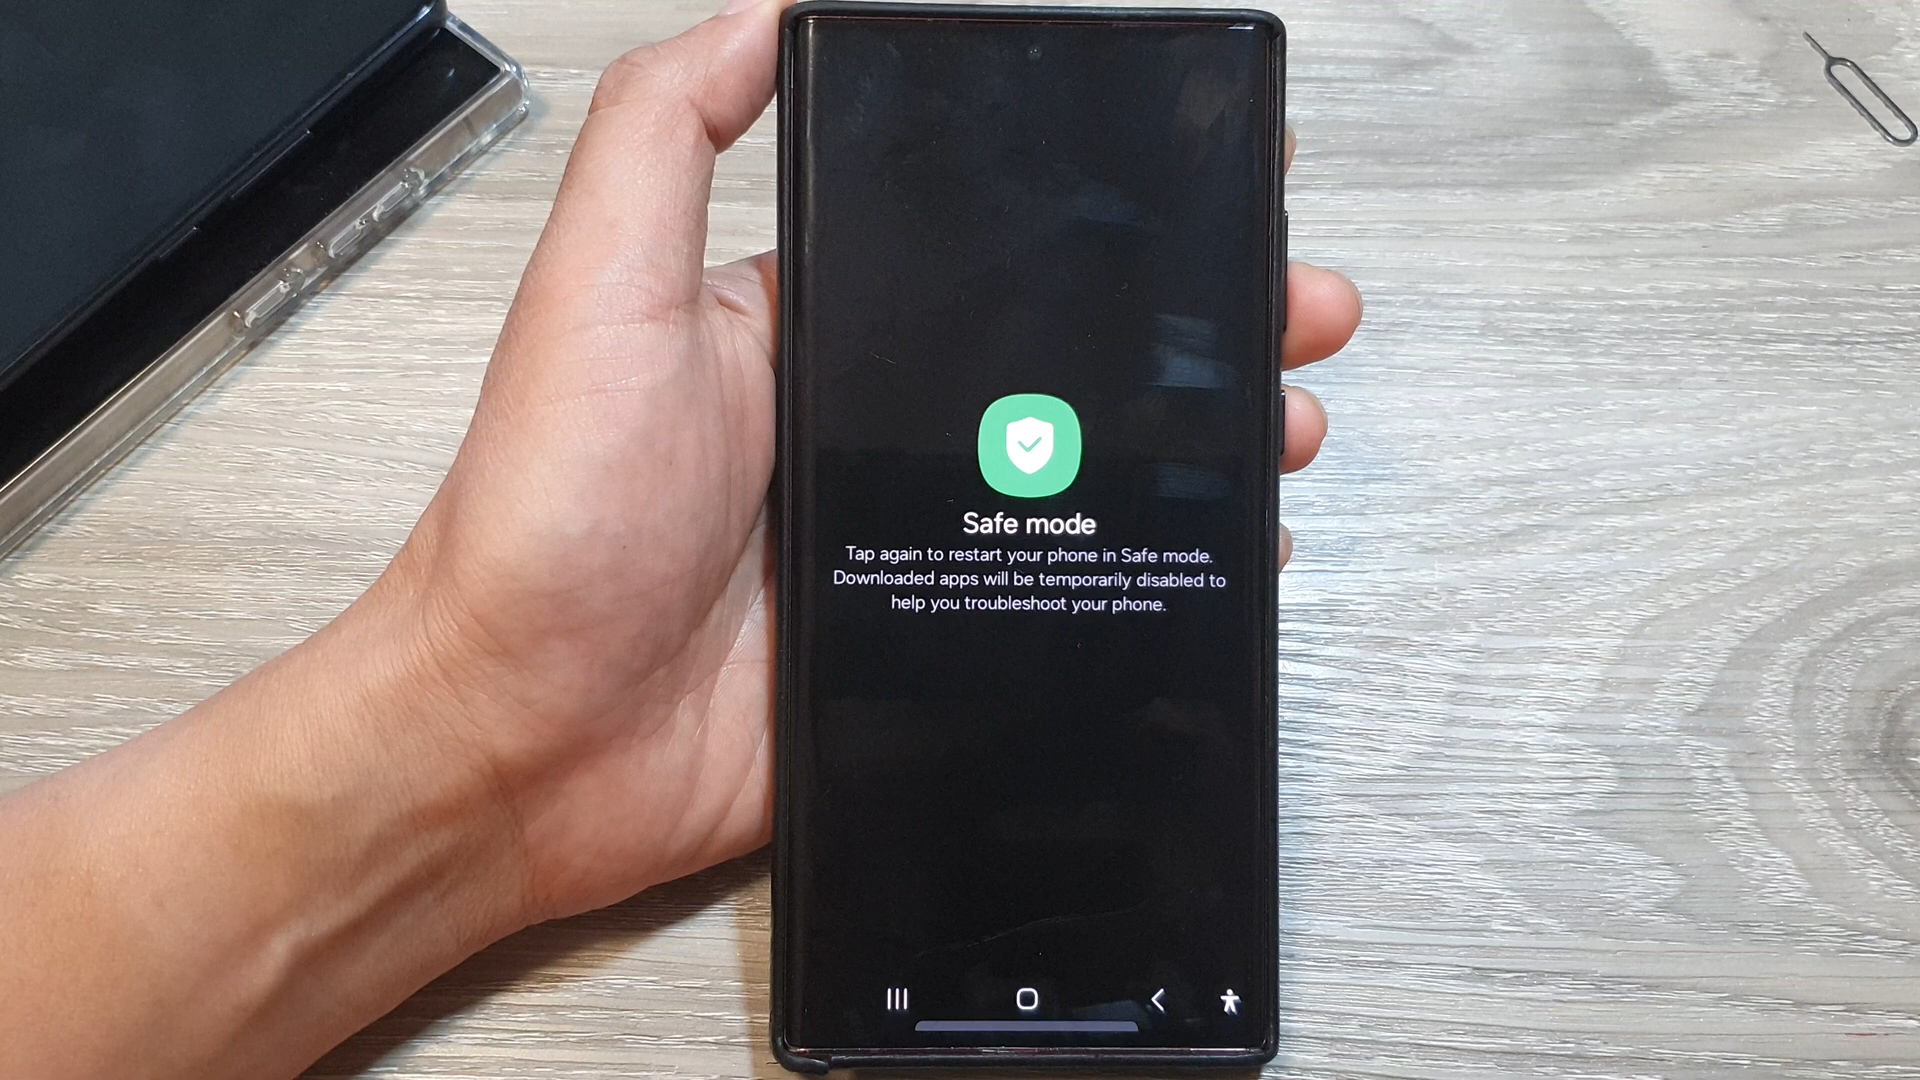 Safe mode
Tap again to restart your phone in Safe mode.
Downloaded apps will be temporarily disabled to
help you troubleshoot your phone.